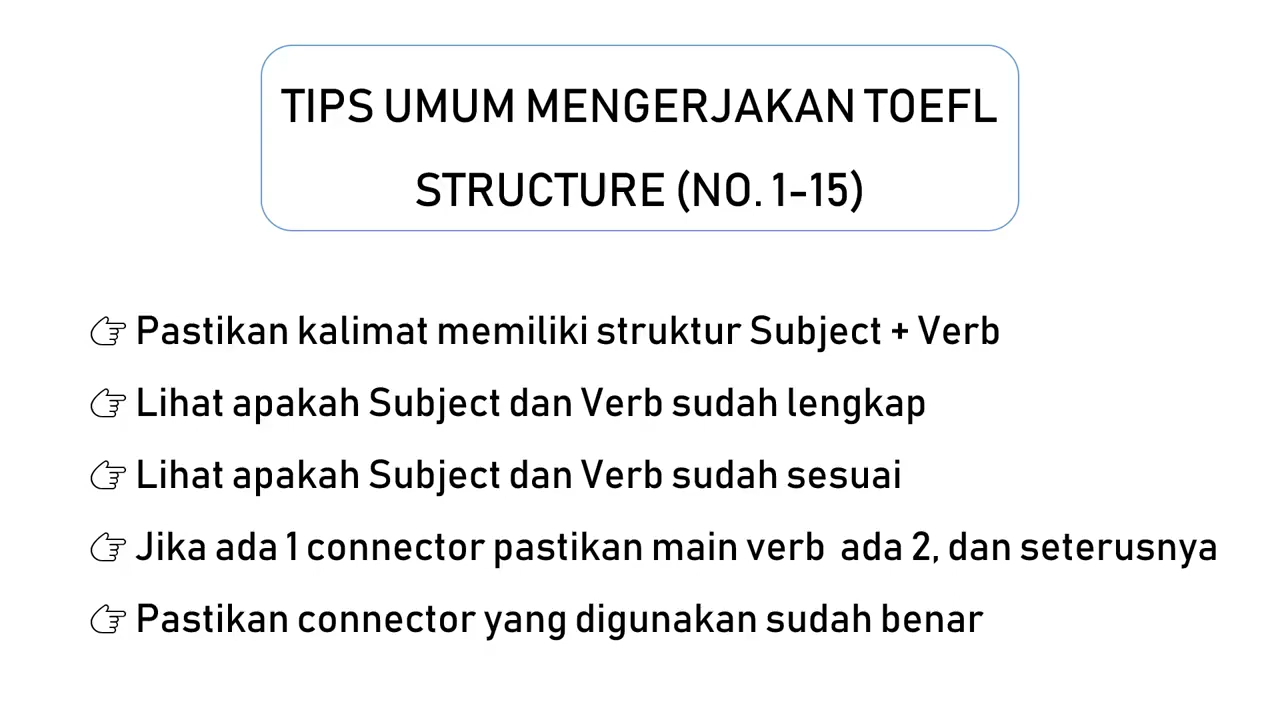 TIPS UMUM MENGERJAKAN TOEFL
STRUCTURE (NO. 1-15)
👉 Pastikan kalimat memiliki struktur Subject + Verb
👉 Lihat apakah Subject dan Verb sudah lengkap
👉 Lihat apakah Subject dan Verb sudah sesuai
👉 Jika ada 1 connector pastikan main verb ada 2, dan seterusnya
👉 Pastikan connector yang digunakan sudah benar